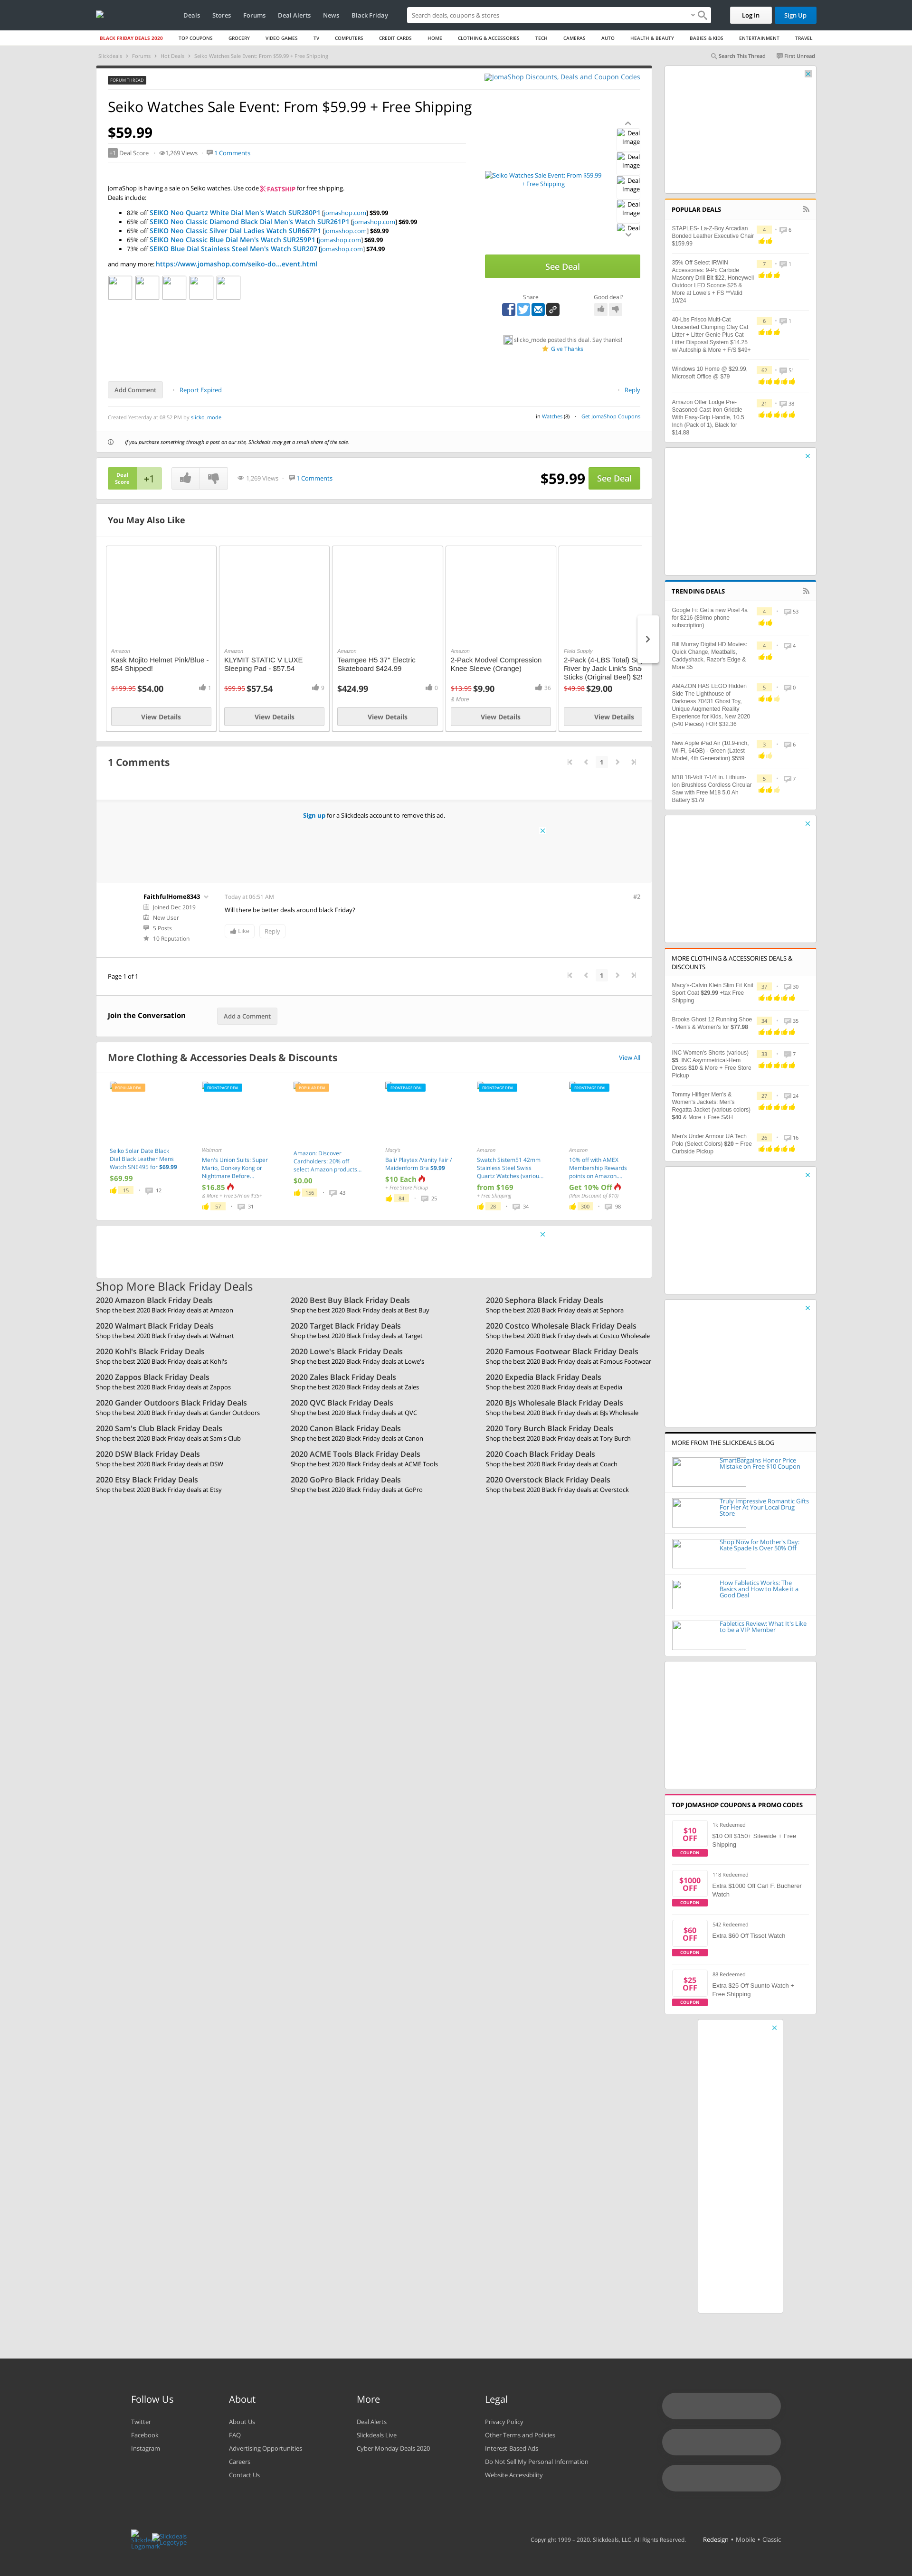 Deals Stores Forums Deal Alerts News Black Friday
Search deals, coupons & stores
Log In
Sign Up
BLACK FRIDAY DEALS 2020 TOP COUPONS GROCERY VIDEO GAMES TV COMPUTERS CREDIT CARDS HOME CLOTHING & ACCESSORIES TECH CAMERAS AUTO HEALTH & BEAUTY BABIES & KIDS ENTERTAINMENT TRAVEL
Slickdeals Forums Hot Deals Seiko Watches Sale Event: From $59.99 + Free Shipping
Search This Thread First Unread
FORUM THREAD
JomaShop Discounts, Deals and Coupon Codes
Seiko Watches Sale Event: From $59.99 + Free Shipping
$59.99
+1 Deal Score 1,269 Views 1 Comments
JomaShop is having a sale on Seiko watches. Use code FASTSHIP for free shipping.
Deals include:
82% off SEIKO Neo Quartz White Dial Men's Watch SUR280P1 [jomashop.com] $59.99
65% off SEIKO Neo Classic Diamond Black Dial Men's Watch SUR261P1 [jomashop.com] $69.99
65% off SEIKO Neo Classic Silver Dial Ladies Watch SUR667P1 [jomashop.com] $69.99
65% off SEIKO Neo Classic Blue Dial Men's Watch SUR259P1 [jomashop.com] $69.99
73% off SEIKO Blue Dial Stainless Steel Men's Watch SUR207 [jomashop.com] $74.99
and many more: https://www.jomashop.com/seiko-do...event.html
Seiko Watches Sale Event: From $59.99 + Free Shipping
Deal Image
Deal Image
Deal Image
Deal Image
Deal
See Deal
Share Good deal?
slicko_mode posted this deal. Say thanks!
Give Thanks
Add Comment Report Expired Reply
Created Yesterday at 08:52 PM by slicko_mode
in Watches (8) Get JomaShop Coupons
If you purchase something through a post on our site, Slickdeals may get a small share of the sale.
Deal Score +1 1,269 Views 1 Comments $59.99 See Deal
You May Also Like
Amazon
Kask Mojito Helmet Pink/Blue - $54 Shipped!
$199.95 $54.00 1
View Details
Amazon
KLYMIT STATIC V LUXE Sleeping Pad - $57.54
$99.95 $57.54 9
View Details
Amazon
Teamgee H5 37" Electric Skateboard $424.99
$424.99 0
View Details
Amazon
2-Pack Modvel Compression Knee Sleeve (Orange)
$13.95 $9.90 36
& More
View Details
Field Supply
River by Jack Link's
Sticks (Original Beef)
$49.98 $29.00
View Details
1 Comments
1
Sign up for a Slickdeals account to remove this ad.
FaithfulHome8343
Joined Dec 2019
New User
5 Posts
10 Reputation
Today at 06:51 AM
#2
Will there be better deals around black Friday?
Like Reply
Page 1 of 1
1
Join the Conversation Add a Comment
More Clothing & Accessories Deals & Discounts
View All
POPULAR DEAL
Seiko Solar Date Black Dial Black Leather Mens Watch SNE495 for $69.99
$69.99
15 12
FRONTPAGE DEAL
Walmart
Men's Union Suits: Super Mario, Donkey Kong or Nightmare Before...
$16.85
& More + Free S/H on $35+
57 31
POPULAR DEAL
Amazon: Discover Cardholders: 20% off select Amazon products...
$0.00
156 43
FRONTPAGE DEAL
Macy's
Bali/ Playtex /Vanity Fair / Maidenform Bra $9.99
$10 Each
+ Free Store Pickup
84 25
FRONTPAGE DEAL
Amazon
Swatch Sistem51 42mm Stainless Steel Swiss Quartz Watches (variou...
from $169
+ Free Shipping
28 34
FRONTPAGE DEAL
Amazon
10% off with AMEX Membership Rewards points on Amazon...
Get 10% Off
(Max Discount of $10)
300 98
Shop More Black Friday Deals
2020 Amazon Black Friday Deals
Shop the best 2020 Black Friday deals at Amazon
2020 Best Buy Black Friday Deals
Shop the best 2020 Black Friday deals at Best Buy
2020 Sephora Black Friday Deals
Shop the best 2020 Black Friday deals at Sephora
2020 Walmart Black Friday Deals
Shop the best 2020 Black Friday deals at Walmart
2020 Target Black Friday Deals
Shop the best 2020 Black Friday deals at Target
2020 Costco Wholesale Black Friday Deals
Shop the best 2020 Black Friday deals at Costco Wholesale
2020 Kohl's Black Friday Deals
Shop the best 2020 Black Friday deals at Kohl's
2020 Lowe's Black Friday Deals
Shop the best 2020 Black Friday deals at Lowe's
2020 Famous Footwear Black Friday Deals
Shop the best 2020 Black Friday deals at Famous Footwear
2020 Zappos Black Friday Deals
Shop the best 2020 Black Friday deals at Zappos
2020 Zales Black Friday Deals
Shop the best 2020 Black Friday deals at Zales
2020 Expedia Black Friday Deals
Shop the best 2020 Black Friday deals at Expedia
2020 Gander Outdoors Black Friday Deals
Shop the best 2020 Black Friday deals at Gander Outdoors
2020 QVC Black Friday Deals
Shop the best 2020 Black Friday deals at QVC
2020 BJs Wholesale Black Friday Deals
Shop the best 2020 Black Friday deals at BJs Wholesale
2020 Sam's Club Black Friday Deals
Shop the best 2020 Black Friday deals at Sam's Club
2020 Canon Black Friday Deals
Shop the best 2020 Black Friday deals at Canon
2020 Tory Burch Black Friday Deals
Shop the best 2020 Black Friday deals at Tory Burch
2020 DSW Black Friday Deals
Shop the best 2020 Black Friday deals at DSW
2020 ACME Tools Black Friday Deals
Shop the best 2020 Black Friday deals at ACME Tools
2020 Coach Black Friday Deals
Shop the best 2020 Black Friday deals at Coach
2020 Etsy Black Friday Deals
Shop the best 2020 Black Friday deals at Etsy
2020 GoPro Black Friday Deals
Shop the best 2020 Black Friday deals at GoPro
2020 Overstock Black Friday Deals
Shop the best 2020 Black Friday deals at Overstock
POPULAR DEALS
STAPLES- La-Z-Boy Arcadian Bonded Leather Executive Chair $159.99
4 6
35% Off Select IRWIN Accessories: 9-Pc Carbide Masonry Drill Bit $22, Honeywell Outdoor LED Sconce $25 & More at Lowe's + FS **Valid 10/24
7 1
40-Lbs Frisco Multi-Cat Unscented Clumping Clay Cat Litter + Litter Genie Plus Cat Litter Disposal System $14.25 w/ Autoship & More + F/S $49+
6 1
Windows 10 Home @ $29.99, Microsoft Office @ $79
62 51
Amazon Offer Lodge Pre-Seasoned Cast Iron Griddle With Easy-Grip Handle, 10.5 Inch (Pack of 1), Black for $14.88
21 38
TRENDING DEALS
Google Fi: Get a new Pixel 4a for $216 ($9/mo phone subscription)
4 53
Bill Murray Digital HD Movies: Quick Change, Meatballs, Caddyshack, Razor's Edge & More $5
4 4
AMAZON HAS LEGO Hidden Side The Lighthouse of Darkness 70431 Ghost Toy, Unique Augmented Reality Experience for Kids, New 2020 (540 Pieces) FOR $32.36
5 0
New Apple iPad Air (10.9-inch, Wi-Fi, 64GB) - Green (Latest Model, 4th Generation) $559
3 6
M18 18-Volt 7-1/4 in. Lithium-Ion Brushless Cordless Circular Saw with Free M18 5.0 Ah Battery $179
5 7
MORE CLOTHING & ACCESSORIES DEALS & DISCOUNTS
Macy's-Calvin Klein Slim Fit Knit Sport Coat $29.99 +tax Free Shipping
37 30
Brooks Ghost 12 Running Shoe - Men's & Women's for $77.98
34 35
INC Women's Shorts (various) $5, INC Asymmetrical-Hem Dress $10 & More + Free Store Pickup
33 7
Tommy Hilfiger Men's & Women's Jackets: Men's Regatta Jacket (various colors) $40 & More + Free S&H
27 24
Men's Under Armour UA Tech Polo (Select Colors) $20 + Free Curbside Pickup
26 16
MORE FROM THE SLICKDEALS BLOG
SmartBargains Honor Price Mistake on Free $10 Coupon
Truly Impressive Romantic Gifts For Her At Your Local Drug Store
Shop Now for Mother's Day: Kate Spade Is Over 50% Off
How Fabletics Works: The Basics and How to Make it a Good Deal
Fabletics Review: What It's Like to be a VIP Member
TOP JOMASHOP COUPONS & PROMO CODES
$10 OFF COUPON
1k Redeemed
$10 Off $150+ Sitewide + Free Shipping
$1000 OFF COUPON
118 Redeemed
Extra $1000 Off Carl F. Bucherer Watch
$60 OFF COUPON
542 Redeemed
Extra $60 Off Tissot Watch
$25 OFF COUPON
88 Redeemed
Extra $25 Off Suunto Watch + Free Shipping
Follow Us
Twitter
Facebook
Instagram
About
About Us
FAQ
Advertising Opportunities
Careers
Contact Us
More
Deal Alerts
Slickdeals Live
Cyber Monday Deals 2020
Legal
Privacy Policy
Other Terms and Policies
Interest-Based Ads
Do Not Sell My Personal Information
Website Accessibility
Slickdeals Logomark
Slickdeals Logotype
Copyright 1999 – 2020. Slickdeals, LLC. All Rights Reserved. Redesign • Mobile • Classic